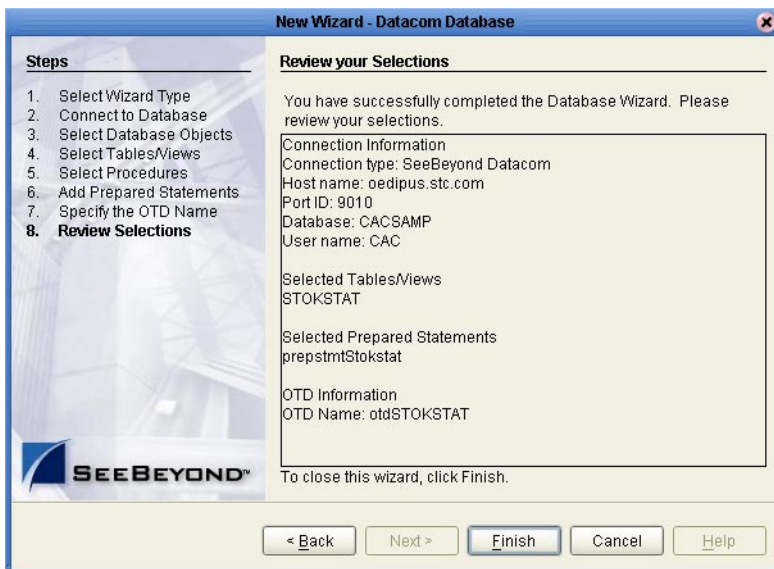 New Wizard - Datacom Database
Steps
1. Select Wizard Type
2. Connect to Database
3. Select Database Objects
4. Select Tables/Views
5. Select Procedures
6. Add Prepared Statements
7. Specify the OTD Name
8. Review Selections
SEEBEYOND™
Review your Selections
You have successfully completed the Database Wizard. Please
review your selections.
Connection Information
Connection type: SeeBeyond Datacom
Host name: oedipus.stc.com
Port ID: 9010
Database: CACSAMP
User name: CAC
Selected Tables/Views
STOKSTAT
Selected Prepared Statements
prepstmtStokstat
OTD Information
OTD Name: otdSTOKSTAT
To close this wizard, click Finish.
< Back
Next >
Finish
Cancel
Help